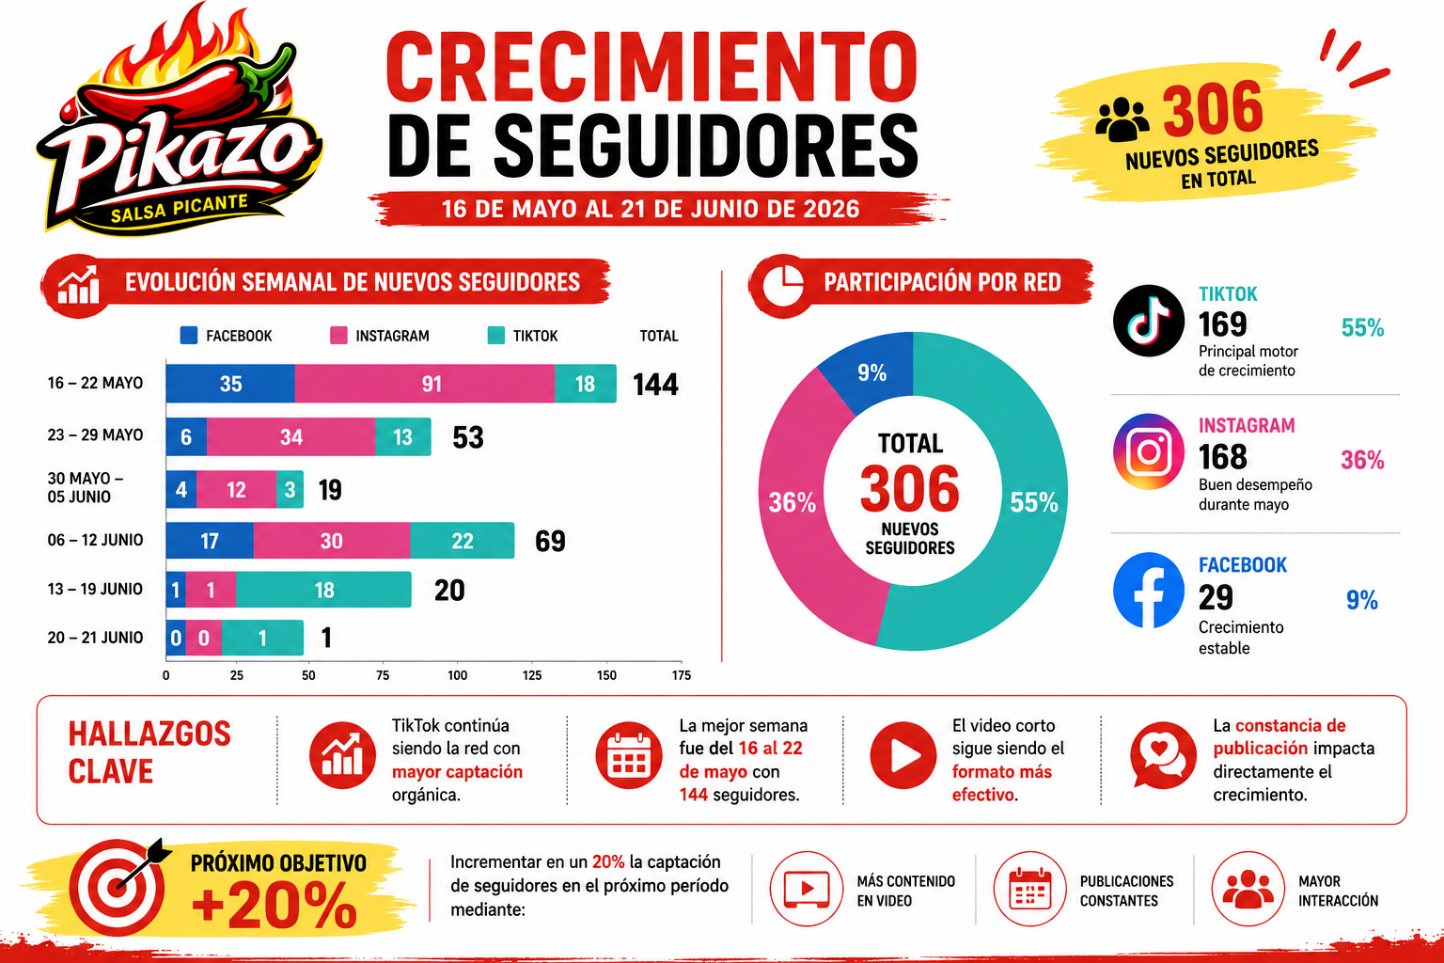 Pikazo
SALSA PICANTE
CRECIMIENTO
DE SEGUIDORES
16 DE MAYO AL 21 DE JUNIO DE 2026
306
NUEVOS SEGUIDORES
EN TOTAL
EVOLUCIÓN SEMANAL DE NUEVOS SEGUIDORES
FACEBOOK INSTAGRAM TIKTOK TOTAL
16 – 22 MAYO 35 91 18 144
23 – 29 MAYO 6 34 13 53
30 MAYO –
05 JUNIO 4 12 3 19
06 – 12 JUNIO 17 30 22 69
13 – 19 JUNIO 1 1 18 20
20 – 21 JUNIO 0 0 1 1
0 25 50 75 100 125 150 175
PARTICIPACIÓN POR RED
9%
36%
55%
TOTAL
306
NUEVOS
SEGUIDORES
TIKTOK
169 55%
Principal motor
de crecimiento
INSTAGRAM
168 36%
Buen desempeño
durante mayo
FACEBOOK
29 9%
Crecimiento
estable
HALLAZGOS
CLAVE
TikTok continúa
siendo la red con
mayor captación
orgánica.
La mejor semana
fue del 16 al 22
de mayo con
144 seguidores.
El video corto
sigue siendo el
formato más
efectivo.
La constancia de
publicación impacta
directamente el
crecimiento.
PRÓXIMO OBJETIVO
+20%
Incrementar en un 20% la captación
de seguidores en el próximo período
mediante:
MÁS CONTENIDO
EN VIDEO
PUBLICACIONES
CONSTANTES
MAYOR
INTERACCIÓN